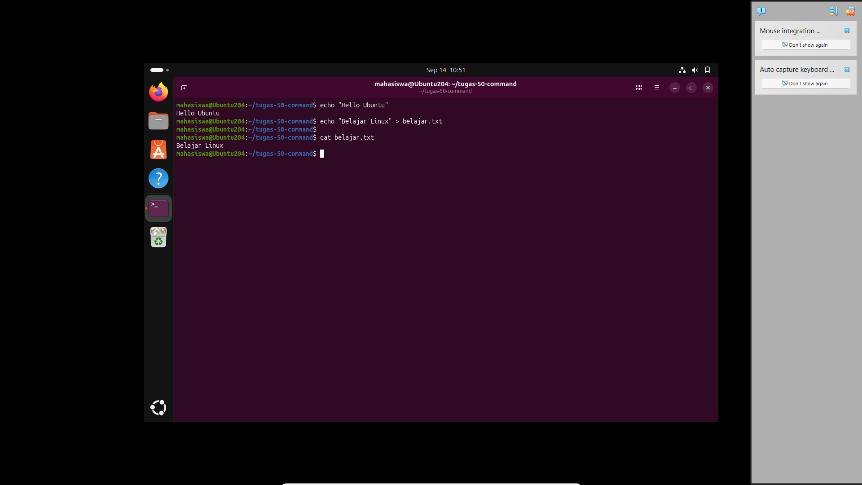 Sep 14 10:51
mahasiswa@Ubuntu204: ~/tugas-50-command
~/tugas-50-command
mahasiswa@Ubuntu204:~/tugas-50-command$ echo "Hello Ubuntu"
Hello Ubuntu
mahasiswa@Ubuntu204:~/tugas-50-command$ echo "Belajar Linux" > belajar.txt
mahasiswa@Ubuntu204:~/tugas-50-command$
mahasiswa@Ubuntu204:~/tugas-50-command$ cat belajar.txt
Belajar Linux
mahasiswa@Ubuntu204:~/tugas-50-command$
Mouse integration ...
Don't show again
Auto capture keyboard ...
Don't show again